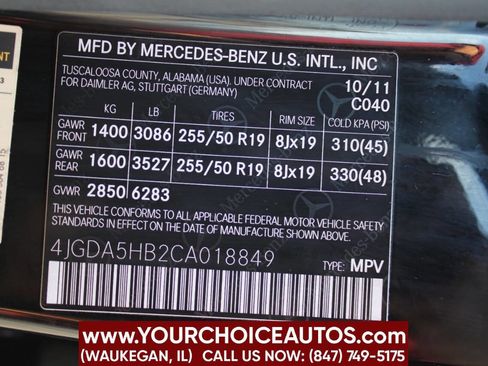 MFD BY MERCEDES-BENZ U.S. INTL., INC
TUSCALOOSA COUNTY, ALABAMA (USA). UNDER CONTRACT 10/11
FOR DAIMLER AG, STUTTGART (GERMANY) C040
KG LB TIRES RIM SIZE COLD KPA (PSI)
GAWR FRONT 1400 3086 255/50 R19 8Jx19 310(45)
GAWR REAR 1600 3527 255/50 R19 8Jx19 330(48)
GVWR 2850 6283
THIS VEHICLE CONFORMS TO ALL APPLICABLE FEDERAL MOTOR VEHICLE
SAFETY STANDARDS IN EFFECT ON THE DATE OF MANUFACTURE SHOWN ABOVE.
4JGDA5HB2CA018849
TYPE: MPV
WWW.YOURCHOICEAUTOS.COM
(WAUKEGAN, IL) CALL US NOW: (847) 749-5175